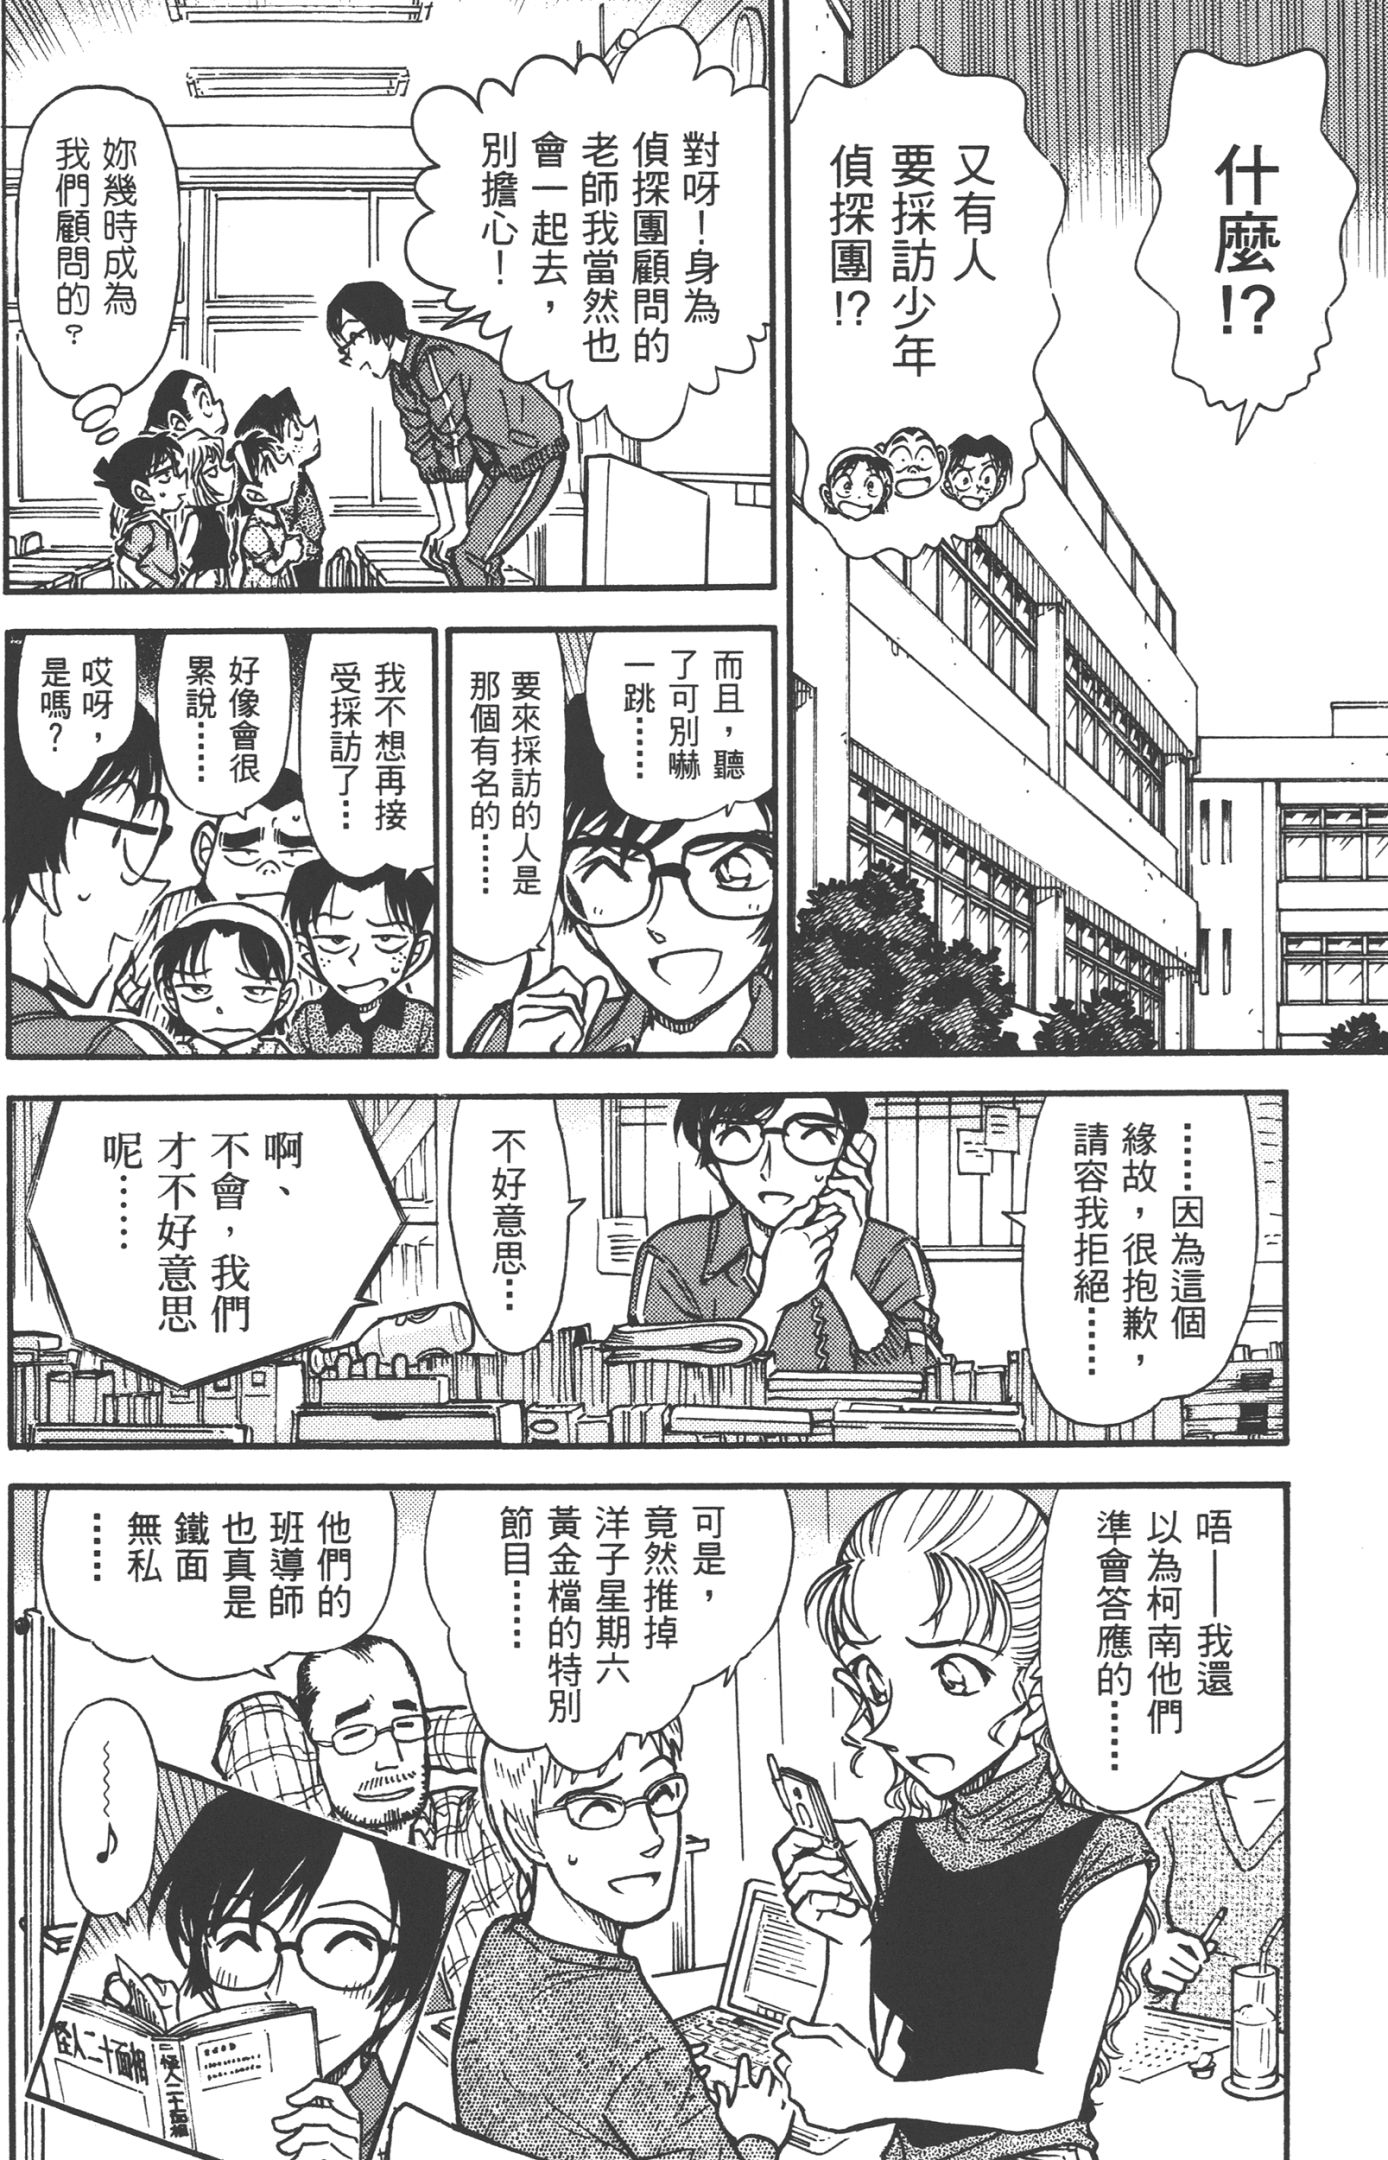 什麼!?
又有人
要採訪少年
偵探團!?
對呀！身為
偵探團顧問的
老師我當然也
會一起去，
別擔心！
妳幾時成為
我們顧問的？
而且，聽
了可別嚇
一跳……
要來採訪的人是
那個有名的……
我不想再接
受採訪了…
好像會很
累說……
哎呀，
是嗎？
……因為這個
緣故，很抱歉，
請容我拒絕……
不好意思…
啊、
不會，我們
才不好意思
呢……
唔——我還
以為柯南他們
準會答應的……
可是，
竟然推掉
洋子星期六
黃金檔的特別
節目……
他們的
班導師
也真是
鐵面
無私
……
♪
怪人二十面相
怪人二十面相